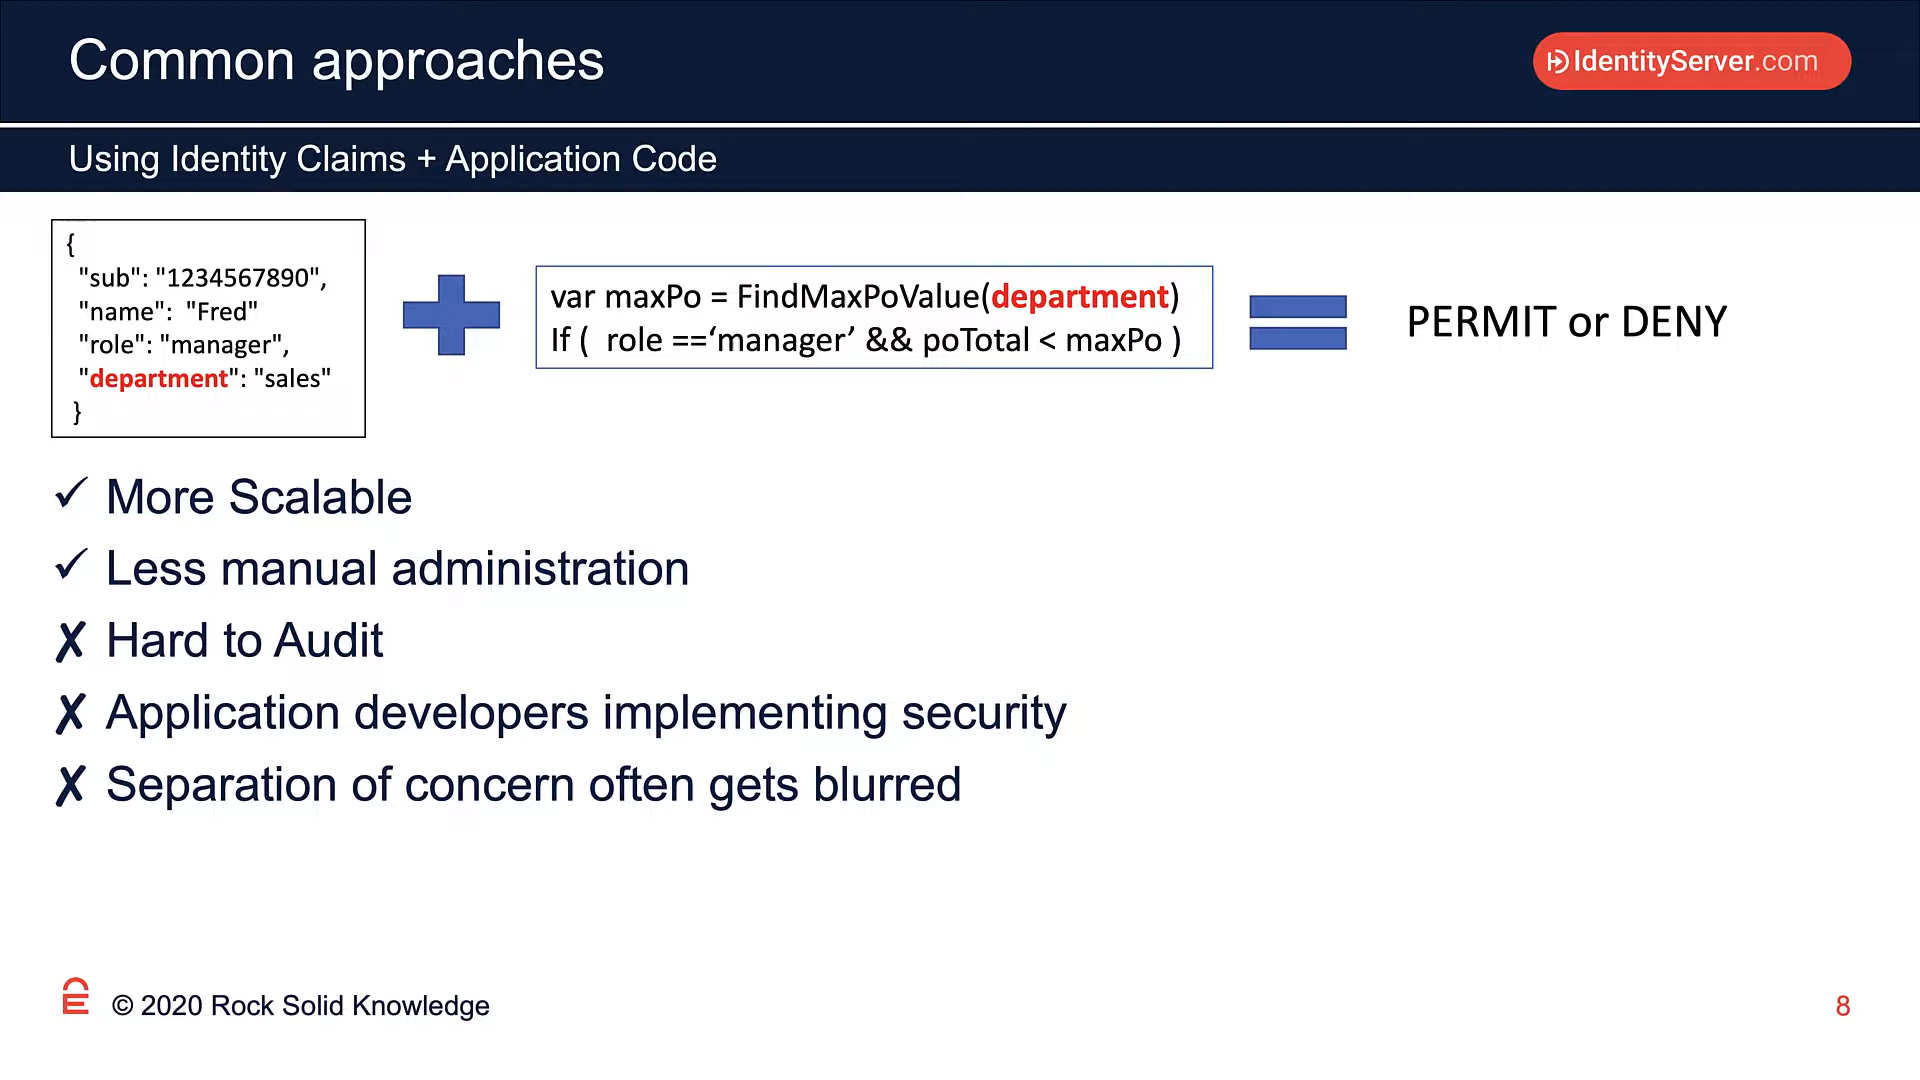 Common approaches
IdentityServer.com
Using Identity Claims + Application Code
{
"sub": "1234567890",
"name":  "Fred"
"role": "manager",
"department": "sales"
}
var maxPo = FindMaxPoValue(department)
If (  role ==‘manager’ && poTotal < maxPo )
PERMIT or DENY
✓ More Scalable
✓ Less manual administration
✗ Hard to Audit
✗ Application developers implementing security
✗ Separation of concern often gets blurred
© 2020 Rock Solid Knowledge
8